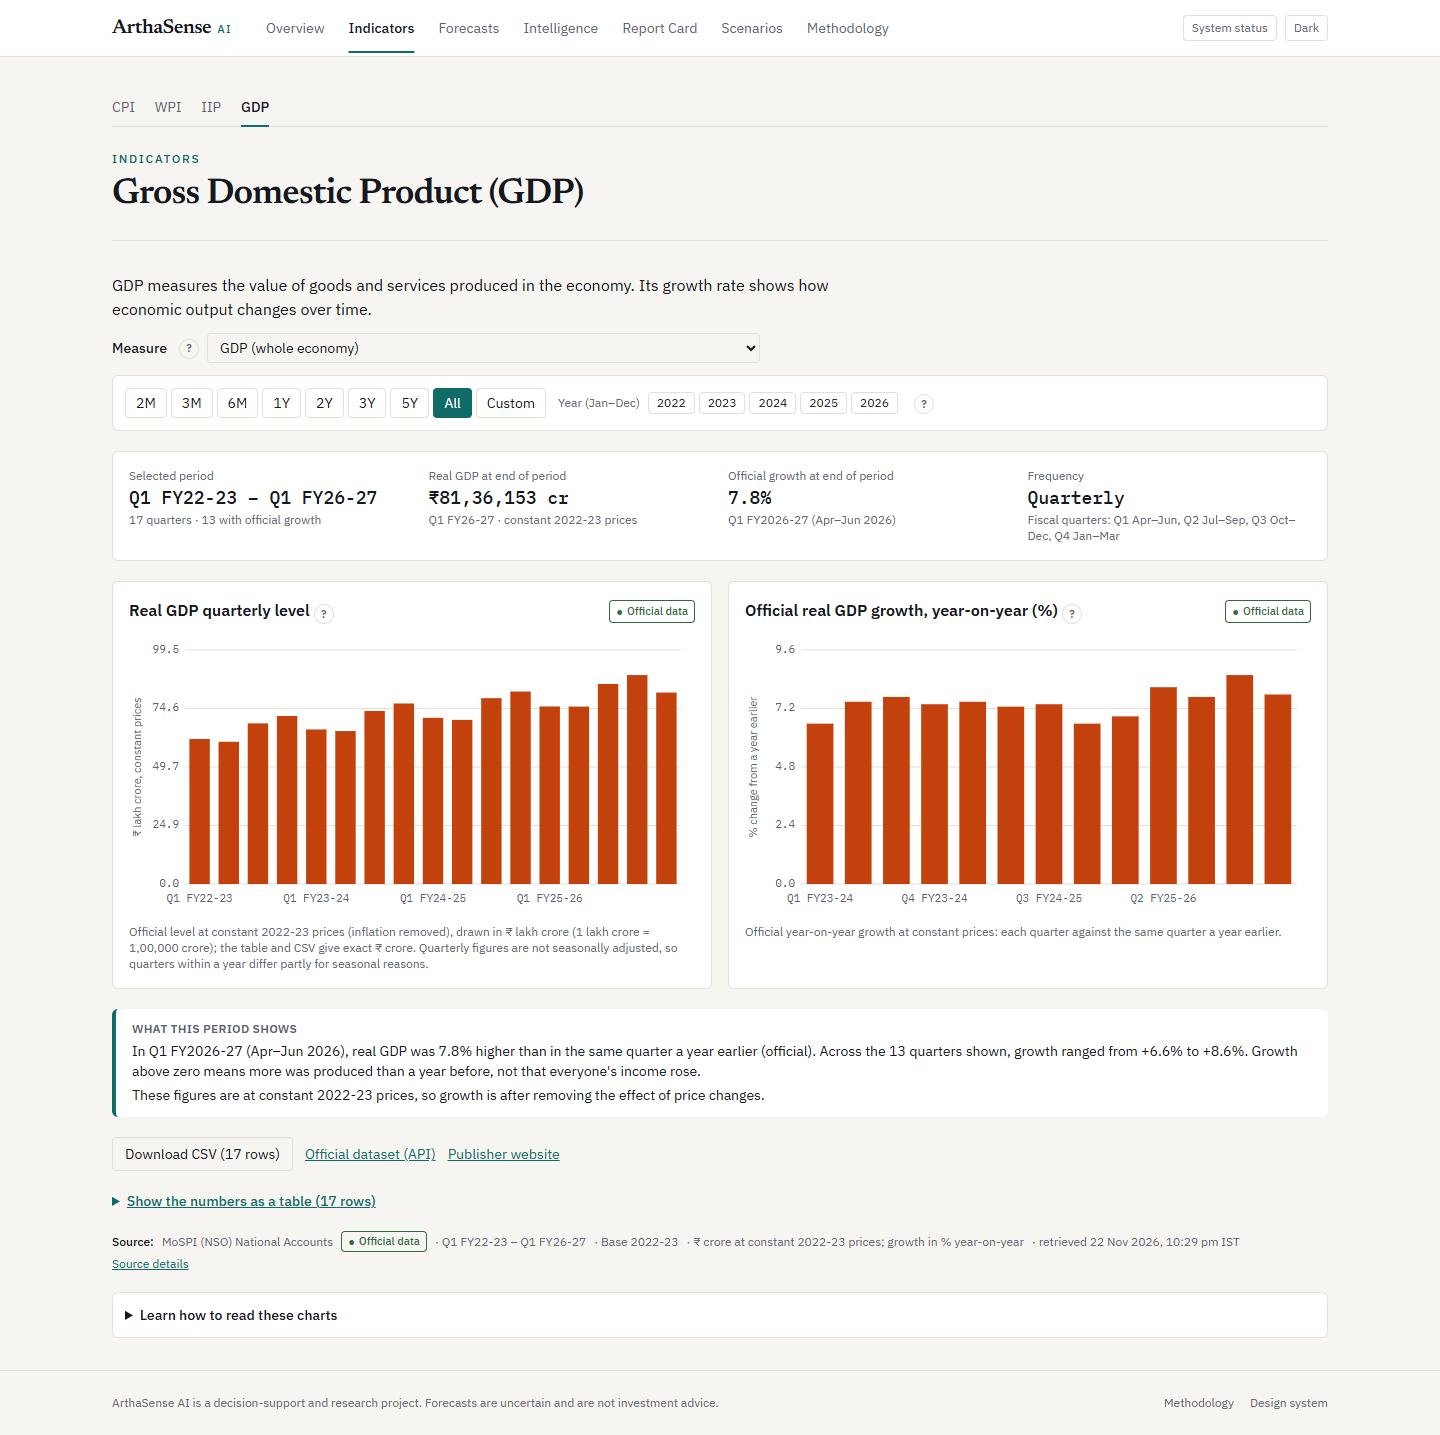 ArthaSense AI Overview Indicators Forecasts Intelligence Report Card Scenarios Methodology System status Dark
CPI WPI IIP GDP
INDICATORS
Gross Domestic Product (GDP)
GDP measures the value of goods and services produced in the economy. Its growth rate shows how
economic output changes over time.
Measure ? GDP (whole economy)
2M 3M 6M 1Y 2Y 3Y 5Y All Custom Year (Jan–Dec) 2022 2023 2024 2025 2026 ?
Selected period
Q1 FY22-23 – Q1 FY26-27
17 quarters · 13 with official growth
Real GDP at end of period
₹81,36,153 cr
Q1 FY26-27 · constant 2022-23 prices
Official growth at end of period
7.8%
Q1 FY2026-27 (Apr–Jun 2026)
Frequency
Quarterly
Fiscal quarters: Q1 Apr–Jun, Q2 Jul–Sep, Q3 Oct–
Dec, Q4 Jan–Mar
Real GDP quarterly level ? ● Official data
₹ lakh crore, constant prices
99.5
74.6
49.7
24.9
0.0
Q1 FY22-23 Q1 FY23-24 Q1 FY24-25 Q1 FY25-26
Official level at constant 2022-23 prices (inflation removed), drawn in ₹ lakh crore (1 lakh crore =
1,00,000 crore); the table and CSV give exact ₹ crore. Quarterly figures are not seasonally adjusted, so
quarters within a year differ partly for seasonal reasons.
Official real GDP growth, year-on-year (%) ? ● Official data
% change from a year earlier
9.6
7.2
4.8
2.4
0.0
Q1 FY23-24 Q4 FY23-24 Q3 FY24-25 Q2 FY25-26
Official year-on-year growth at constant prices: each quarter against the same quarter a year earlier.
WHAT THIS PERIOD SHOWS
In Q1 FY2026-27 (Apr–Jun 2026), real GDP was 7.8% higher than in the same quarter a year earlier (official). Across the 13 quarters shown, growth ranged from +6.6% to +8.6%. Growth
above zero means more was produced than a year before, not that everyone's income rose.
These figures are at constant 2022-23 prices, so growth is after removing the effect of price changes.
Download CSV (17 rows) Official dataset (API) Publisher website
▶ Show the numbers as a table (17 rows)
Source: MoSPI (NSO) National Accounts ● Official data · Q1 FY22-23 – Q1 FY26-27 · Base 2022-23 · ₹ crore at constant 2022-23 prices; growth in % year-on-year · retrieved 22 Nov 2026, 10:29 pm IST
Source details
▶ Learn how to read these charts
ArthaSense AI is a decision-support and research project. Forecasts are uncertain and are not investment advice. Methodology Design system